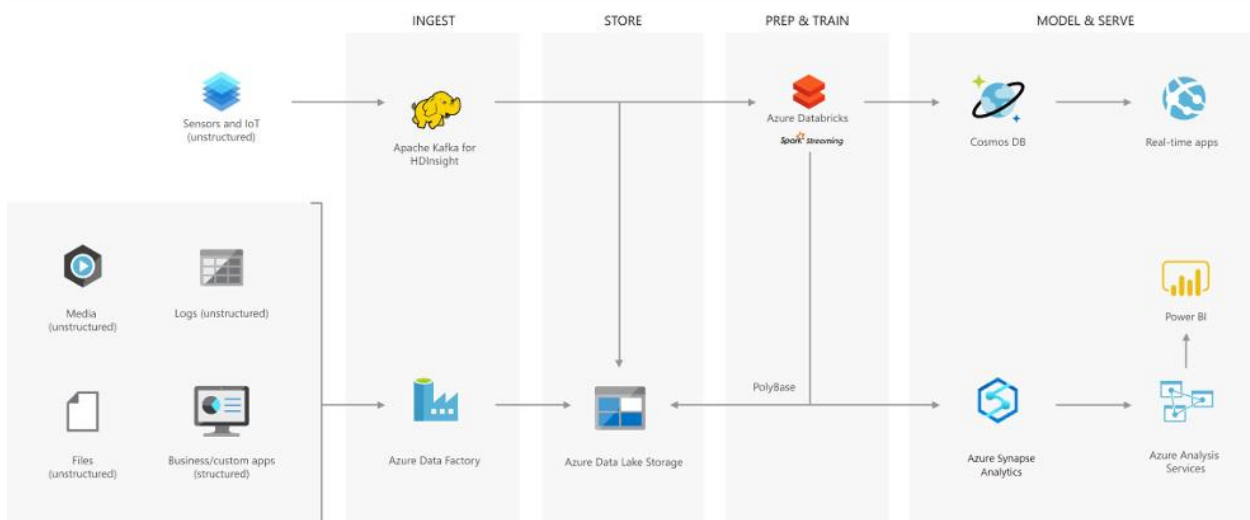 INGEST
STORE
PREP & TRAIN
MODEL & SERVE
Sensors and IoT
(unstructured)
Apache Kafka for
HDInsight
Azure Databricks
Spark Streaming
Cosmos DB
Real-time apps
Media
(unstructured)
Logs (unstructured)
Power BI
PolyBase
Files
(unstructured)
Business/custom apps
(structured)
Azure Data Factory
Azure Data Lake Storage
Azure Synapse
Analytics
Azure Analysis
Services